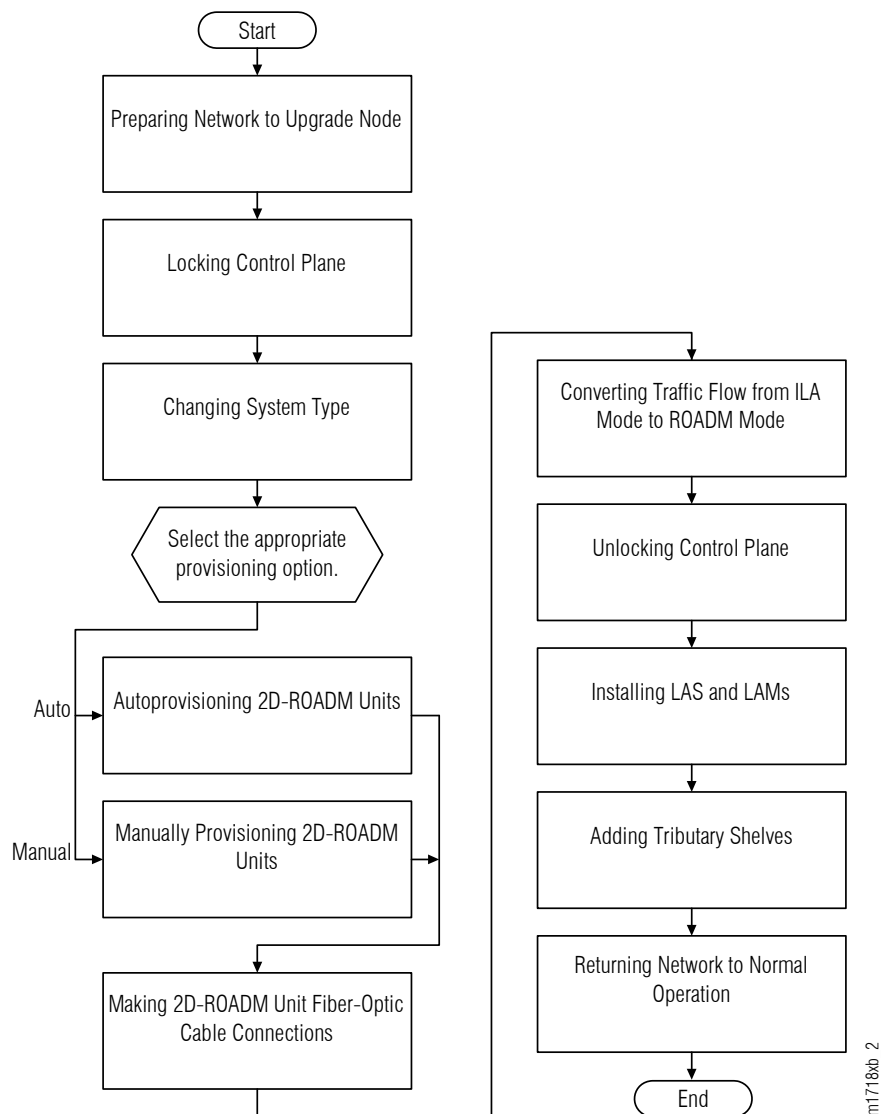 Start
Preparing Network to Upgrade Node
Locking Control Plane
Changing System Type
Select the appropriate
provisioning option.
Auto
Autoprovisioning 2D-ROADM Units
Manual
Manually Provisioning 2D-ROADM
Units
Making 2D-ROADM Unit Fiber-Optic
Cable Connections
Converting Traffic Flow from ILA
Mode to ROADM Mode
Unlocking Control Plane
Installing LAS and LAMs
Adding Tributary Shelves
Returning Network to Normal
Operation
End
m1718xb_2